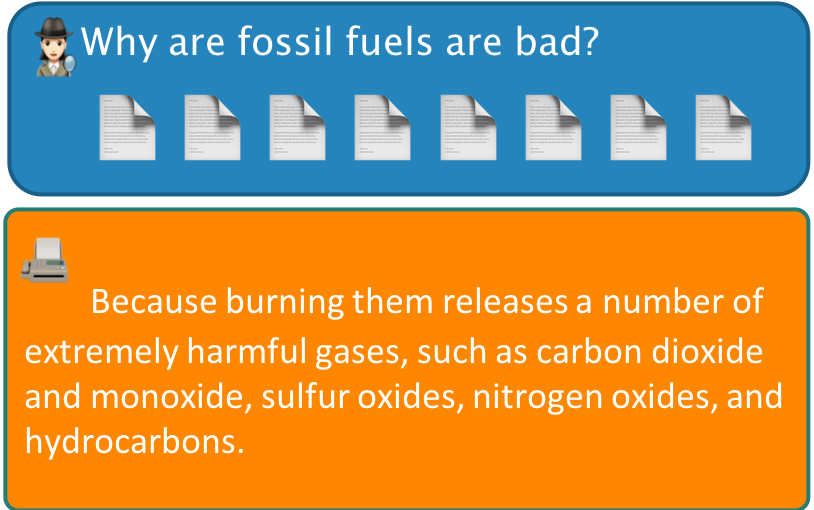 Why are fossil fuels are bad?
Because burning them releases a number of
extremely harmful gases, such as carbon dioxide
and monoxide, sulfur oxides, nitrogen oxides, and
hydrocarbons.